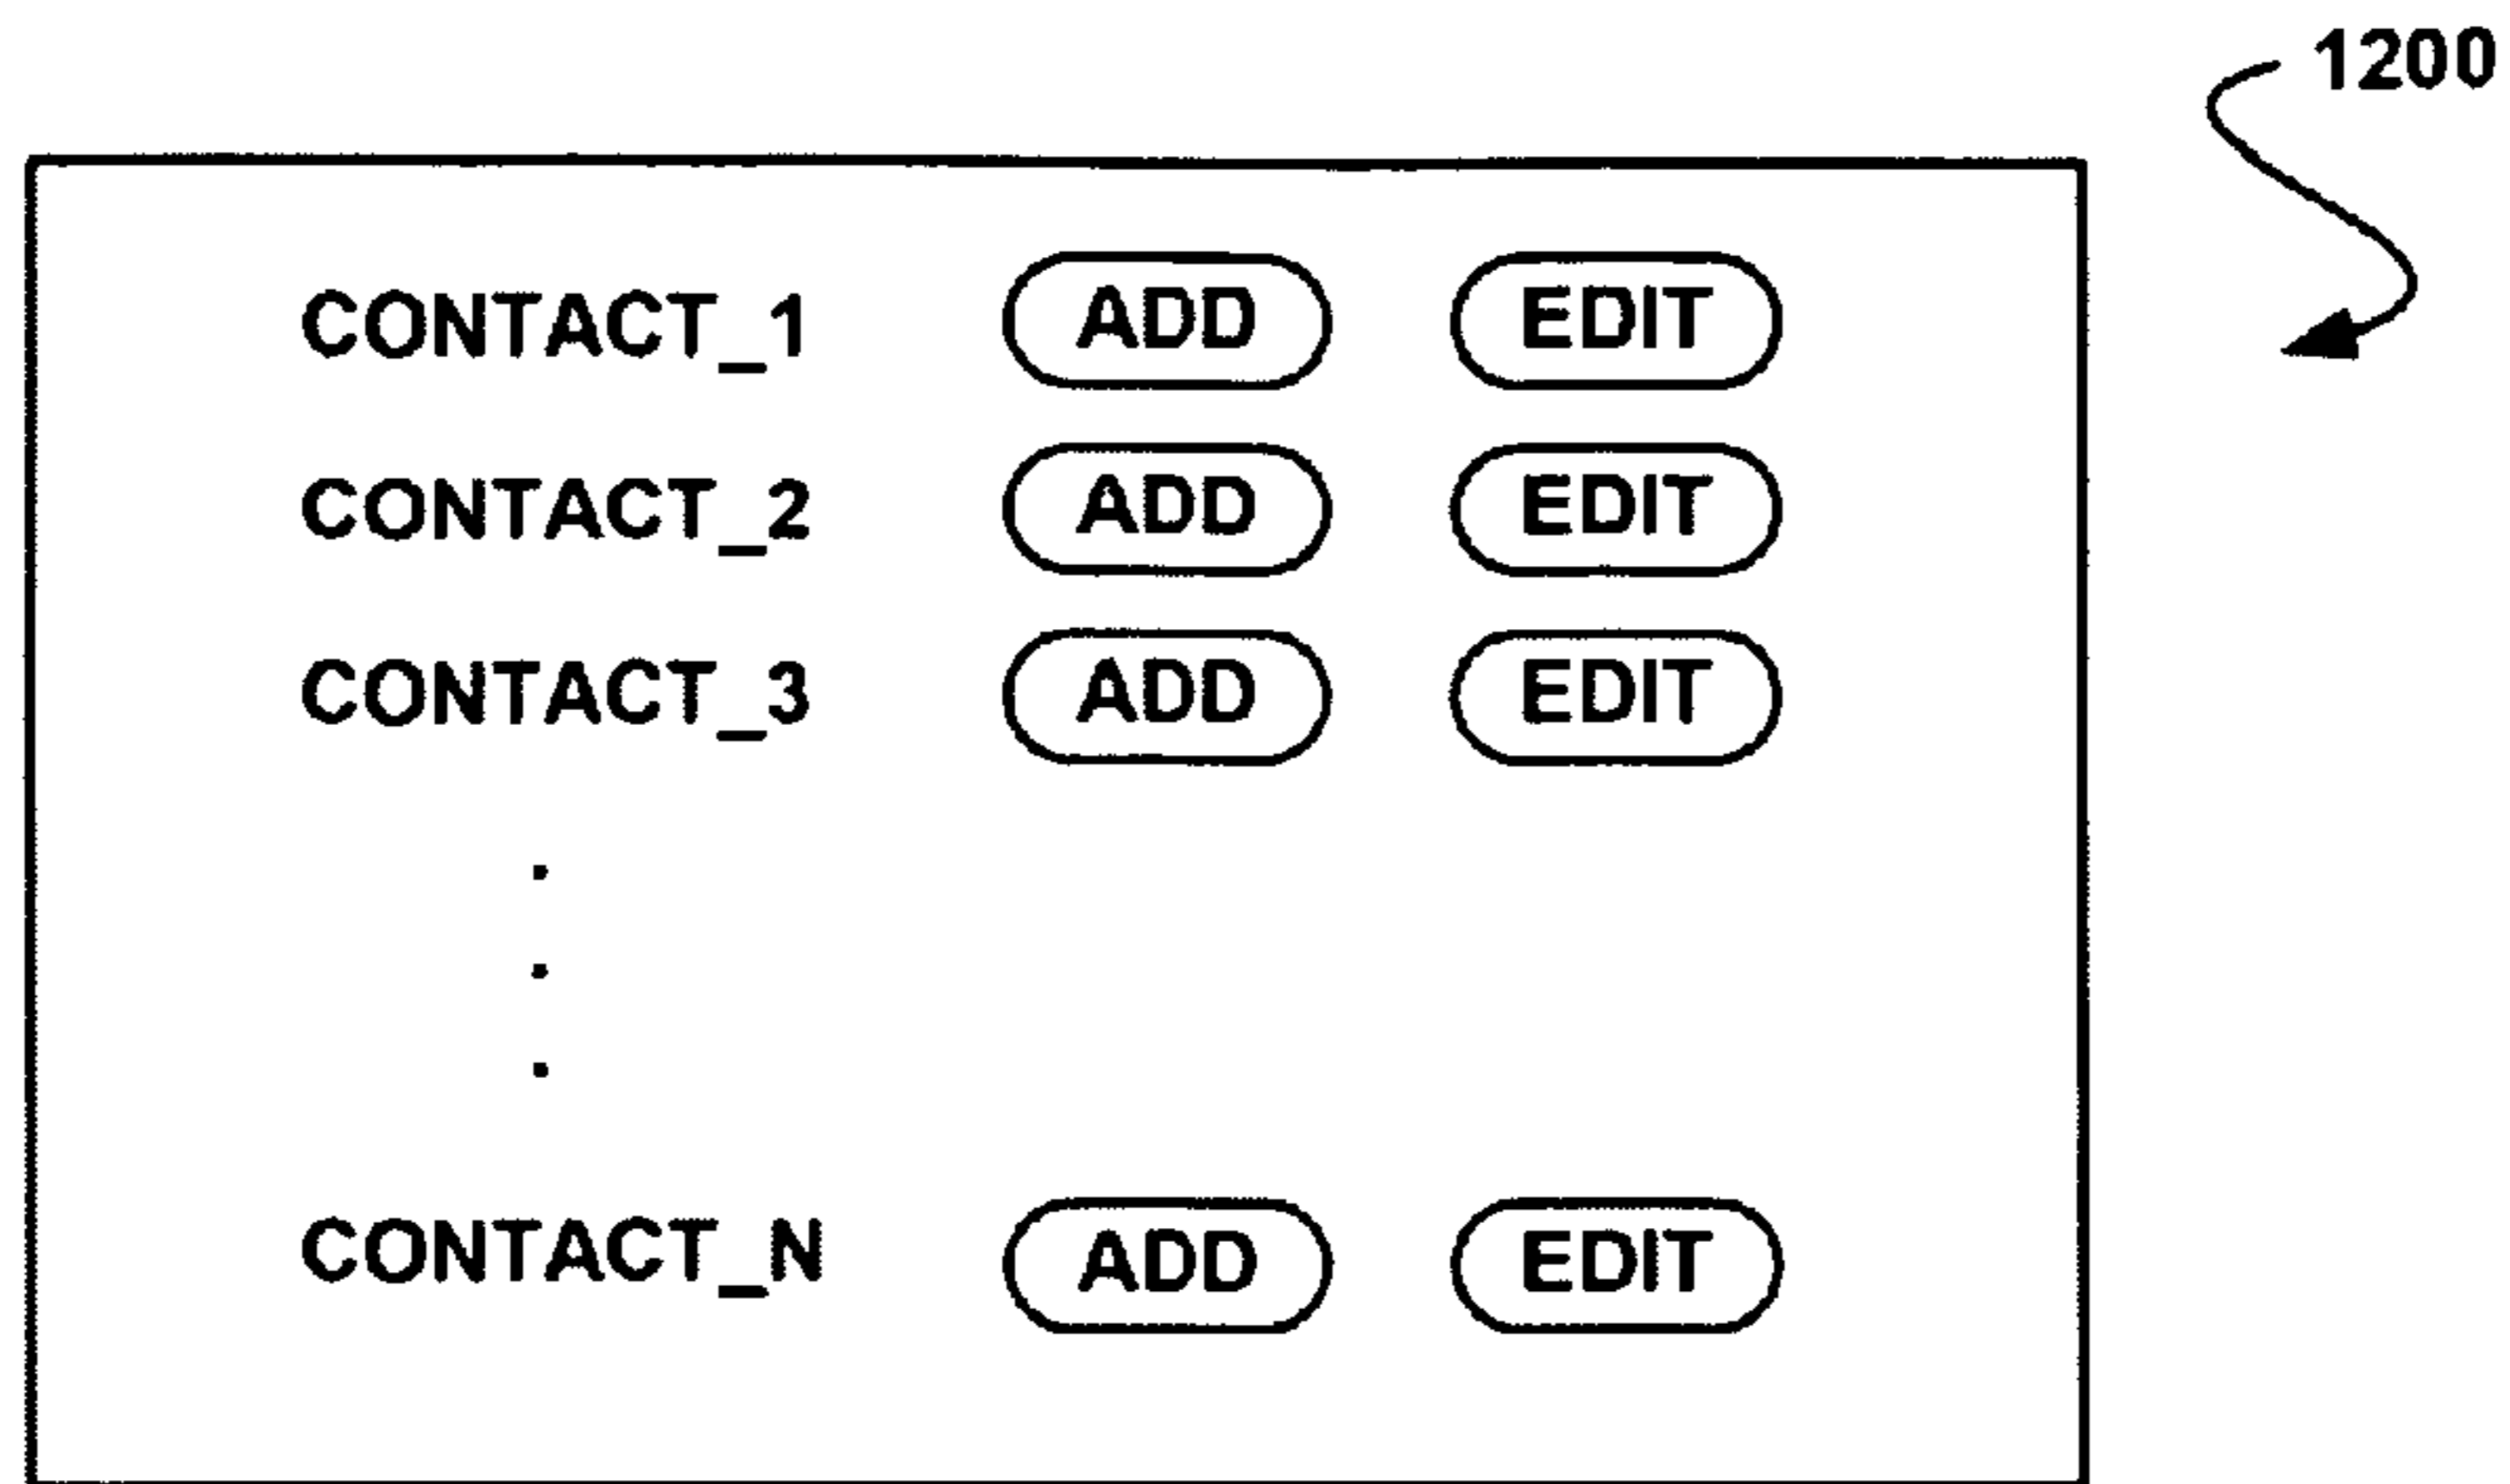 1200
CONTACT_1 ADD EDIT
CONTACT_2 ADD EDIT
CONTACT_3 ADD EDIT
.
.
.
CONTACT_N ADD EDIT